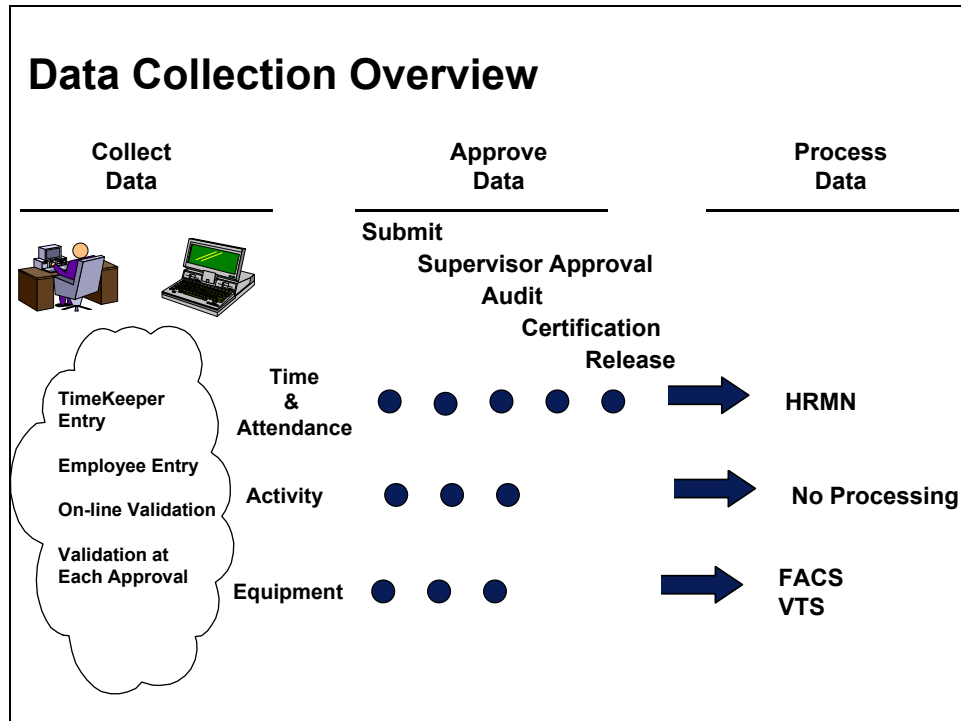 Data Collection Overview
Collect
Data
Approve
Data
Process
Data
Submit
Supervisor Approval
Audit
Certification
Release
TimeKeeper
Entry
Employee Entry
On-line Validation
Validation at
Each Approval
Time
&
Attendance
HRMN
Activity
No Processing
Equipment
FACS
VTS